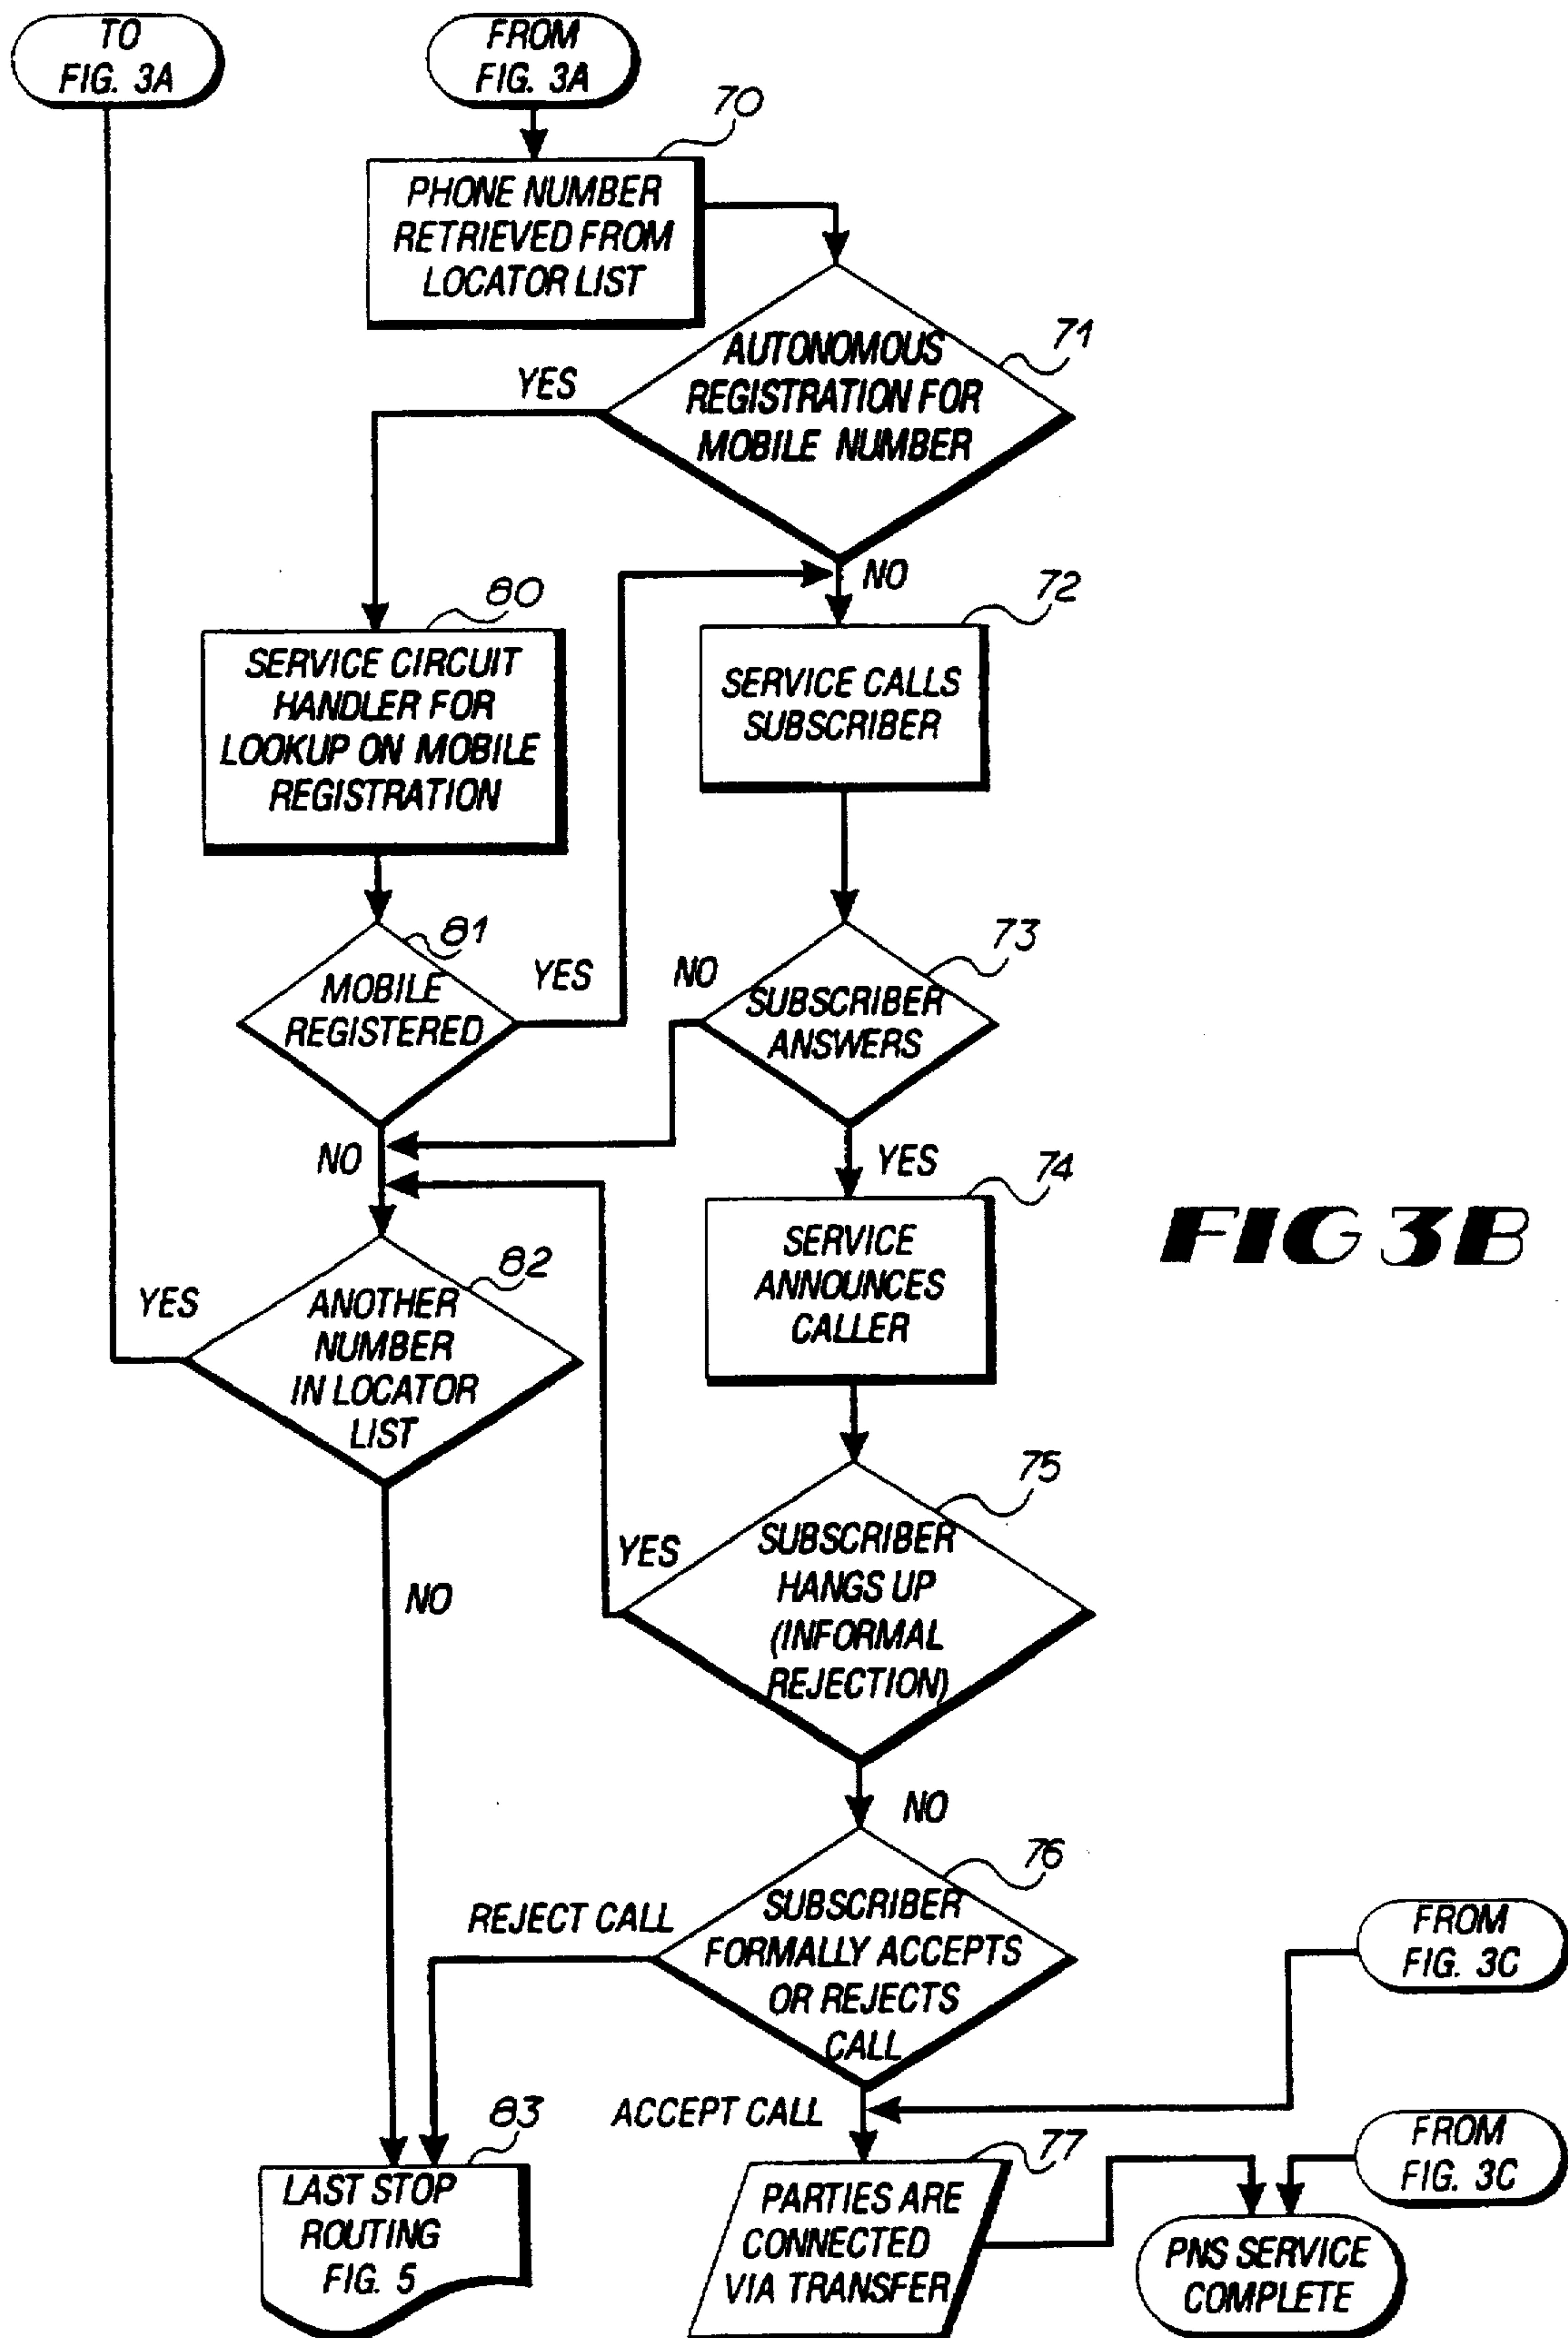 TO
FIG. 3A
FROM
FIG. 3A
70
PHONE NUMBER
RETRIEVED FROM
LOCATOR LIST
71
AUTONOMOUS
REGISTRATION FOR
MOBILE NUMBER
YES
NO
80
SERVICE CIRCUIT
HANDLER FOR
LOOKUP ON MOBILE
REGISTRATION
72
SERVICE CALLS
SUBSCRIBER
81
MOBILE
REGISTERED
YES
NO
73
SUBSCRIBER
ANSWERS
NO
YES
74
SERVICE
ANNOUNCES
CALLER
FIG 3B
82
ANOTHER
NUMBER
IN LOCATOR
LIST
YES
NO
75
SUBSCRIBER
HANGS UP
(INFORMAL
REJECTION)
YES
NO
76
SUBSCRIBER
FORMALLY ACCEPTS
OR REJECTS
CALL
REJECT CALL
ACCEPT CALL
FROM
FIG. 3C
83
LAST STOP
ROUTING
FIG. 5
77
PARTIES ARE
CONNECTED
VIA TRANSFER
FROM
FIG. 3C
PNS SERVICE
COMPLETE